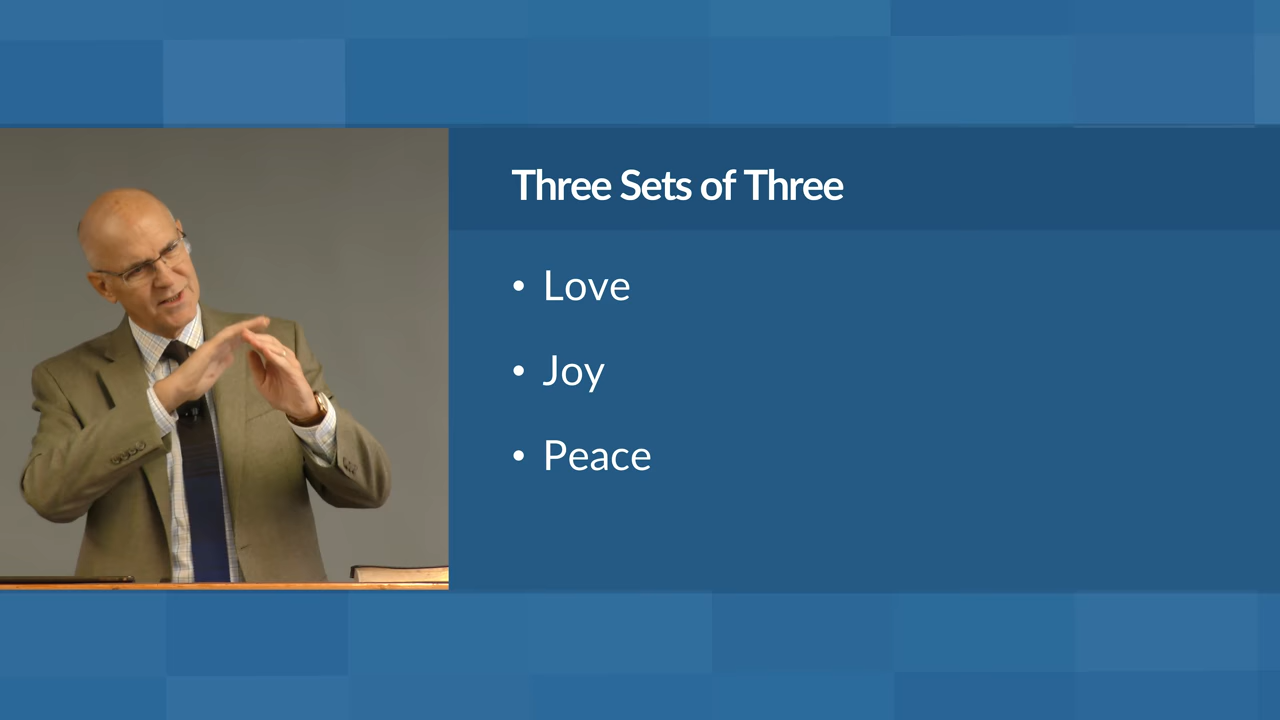 Three Sets of Three
• Love
• Joy
• Peace